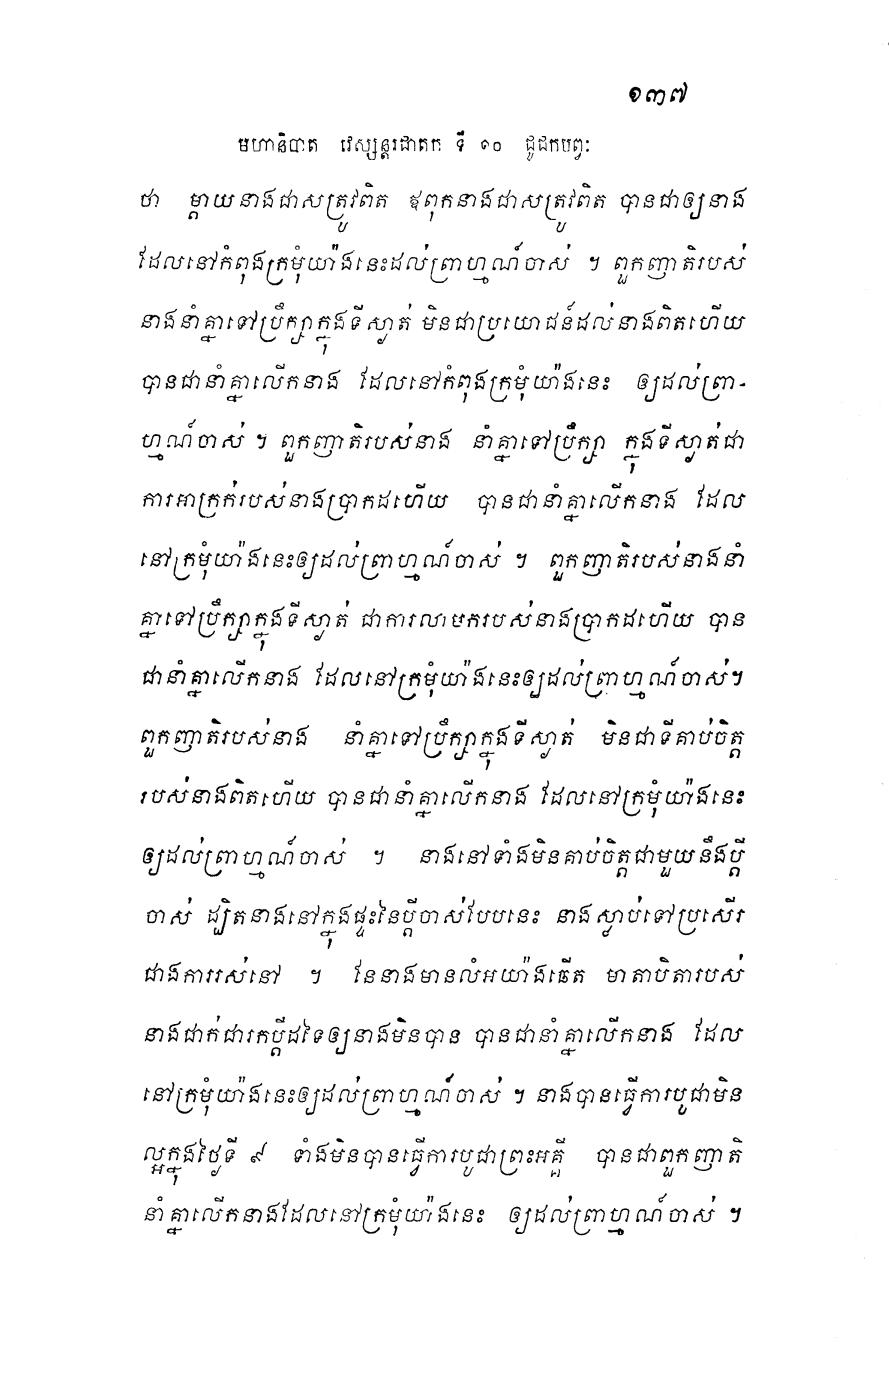 ១៣៧
មហានិបាត វេស្សន្តរជាតក ទី ១០ ជូជកបព្វៈ
ថា ម្តាយនាងជាសត្រូវពិត ឪពុកនាងជាសត្រូវពិត បានជាឲ្យនាង
ដែលនៅកំពុងក្រមុំយ៉ាងនេះដល់ព្រាហ្មណ៍ចាស់ ។ ពួកញាតិរបស់
នាងនាំគ្នាទៅប្រឹក្សាក្នុងទីស្ងាត់ មិនជាប្រយោជន៍ដល់នាងពិតហើយ
បានជានាំគ្នាលើកនាង ដែលនៅកំពុងក្រមុំយ៉ាងនេះ ឲ្យដល់ព្រា-
ហ្មណ៍ចាស់ ។ ពួកញាតិរបស់នាង នាំគ្នាទៅប្រឹក្សា ក្នុងទីស្ងាត់ជា
ការអាក្រក់របស់នាងប្រាកដហើយ បានជានាំគ្នាលើកនាង ដែល
នៅក្រមុំយ៉ាងនេះឲ្យដល់ព្រាហ្មណ៍ចាស់ ។ ពួកញាតិរបស់នាងនាំ
គ្នាទៅប្រឹក្សាក្នុងទីស្ងាត់ ជាការលាមករបស់នាងប្រាកដហើយ បាន
ជានាំគ្នាលើកនាង ដែលនៅក្រមុំយ៉ាងនេះឲ្យដល់ព្រាហ្មណ៍ចាស់។
ពួកញាតិរបស់នាង នាំគ្នាទៅប្រឹក្សាក្នុងទីស្ងាត់ មិនជាទីគាប់ចិត្ត
របស់នាងពិតហើយ បានជានាំគ្នាលើកនាង ដែលនៅក្រមុំយ៉ាងនេះ
ឲ្យដល់ព្រាហ្មណ៍ចាស់ ។ នាងនៅទាំងមិនគាប់ចិត្តជាមួយនឹងប្តី
ចាស់ ដ្បិតនាងនៅក្នុងផ្ទះនៃប្តីចាស់បែបនេះ នាងស្លាប់ទៅប្រសើរ
ជាងការរស់នៅ ។ នែនាងមានលំអយ៉ាងធើត មាតាបិតារបស់
នាងជាក់ជារកប្តីដទៃឲ្យនាងមិនបាន បានជានាំគ្នាលើកនាង ដែល
នៅក្រមុំយ៉ាងនេះឲ្យដល់ព្រាហ្មណ៍ចាស់ ។ នាងបានធ្វើការបូជាមិន
ល្អក្នុងថ្ងៃទី ៩ ទាំងមិនបានធ្វើការបូជាព្រះអគ្គី បានជាពួកញាតិ
នាំគ្នាលើកនាងដែលនៅក្រមុំយ៉ាងនេះ ឲ្យដល់ព្រាហ្មណ៍ចាស់ ។